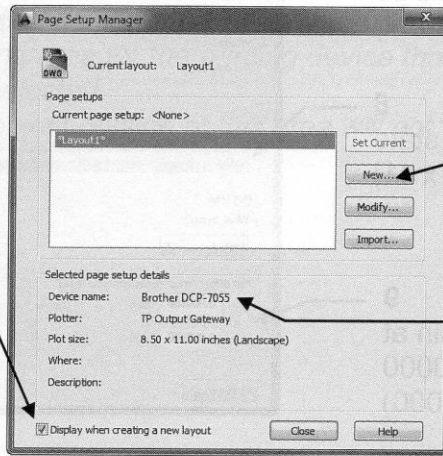 Page Setup Manager
DWG
Current layout: Layout1
Page setups
Current page setup: <None>
*Layout1*
Set Current
New...
Modify...
Import...
Selected page setup details
Device name: Brother DCP-7055
Plotter: TP Output Gateway
Plot size: 8.50 x 11.00 inches (Landscape)
Where:
Description:
Display when creating a new layout
Close
Help